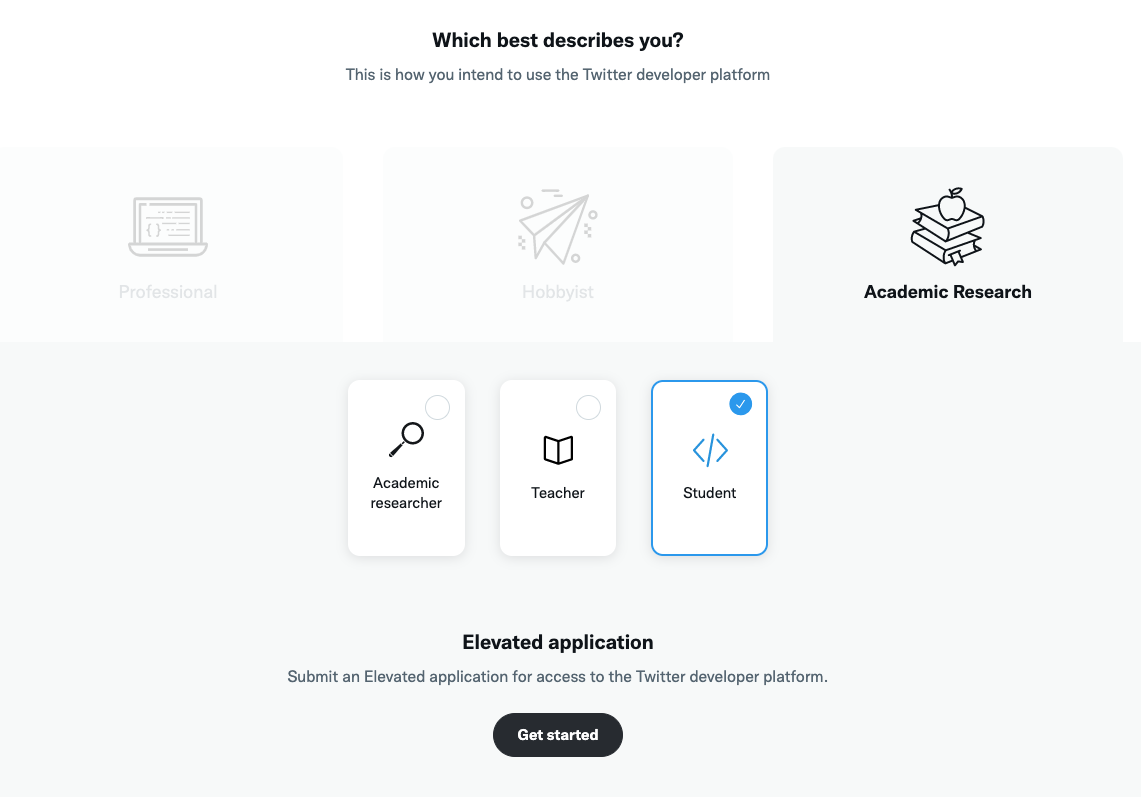 Which best describes you?
This is how you intend to use the Twitter developer platform
Professional
Hobbyist
Academic Research
Academic
researcher
Teacher
Student
Elevated application
Submit an Elevated application for access to the Twitter developer platform.
Get started